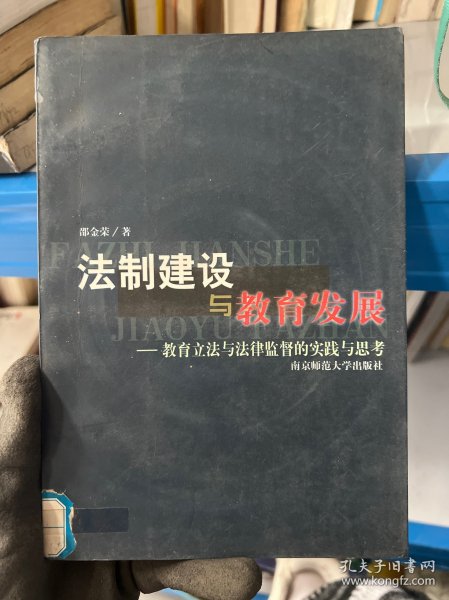 邵金荣／著
FAZHI JIANSHE
法制建设
与教育发展
JIAOYU FAZHAN
——教育立法与法律监督的实践与思考
南京师范大学出版社
孔夫子旧书网
www.kongfz.com